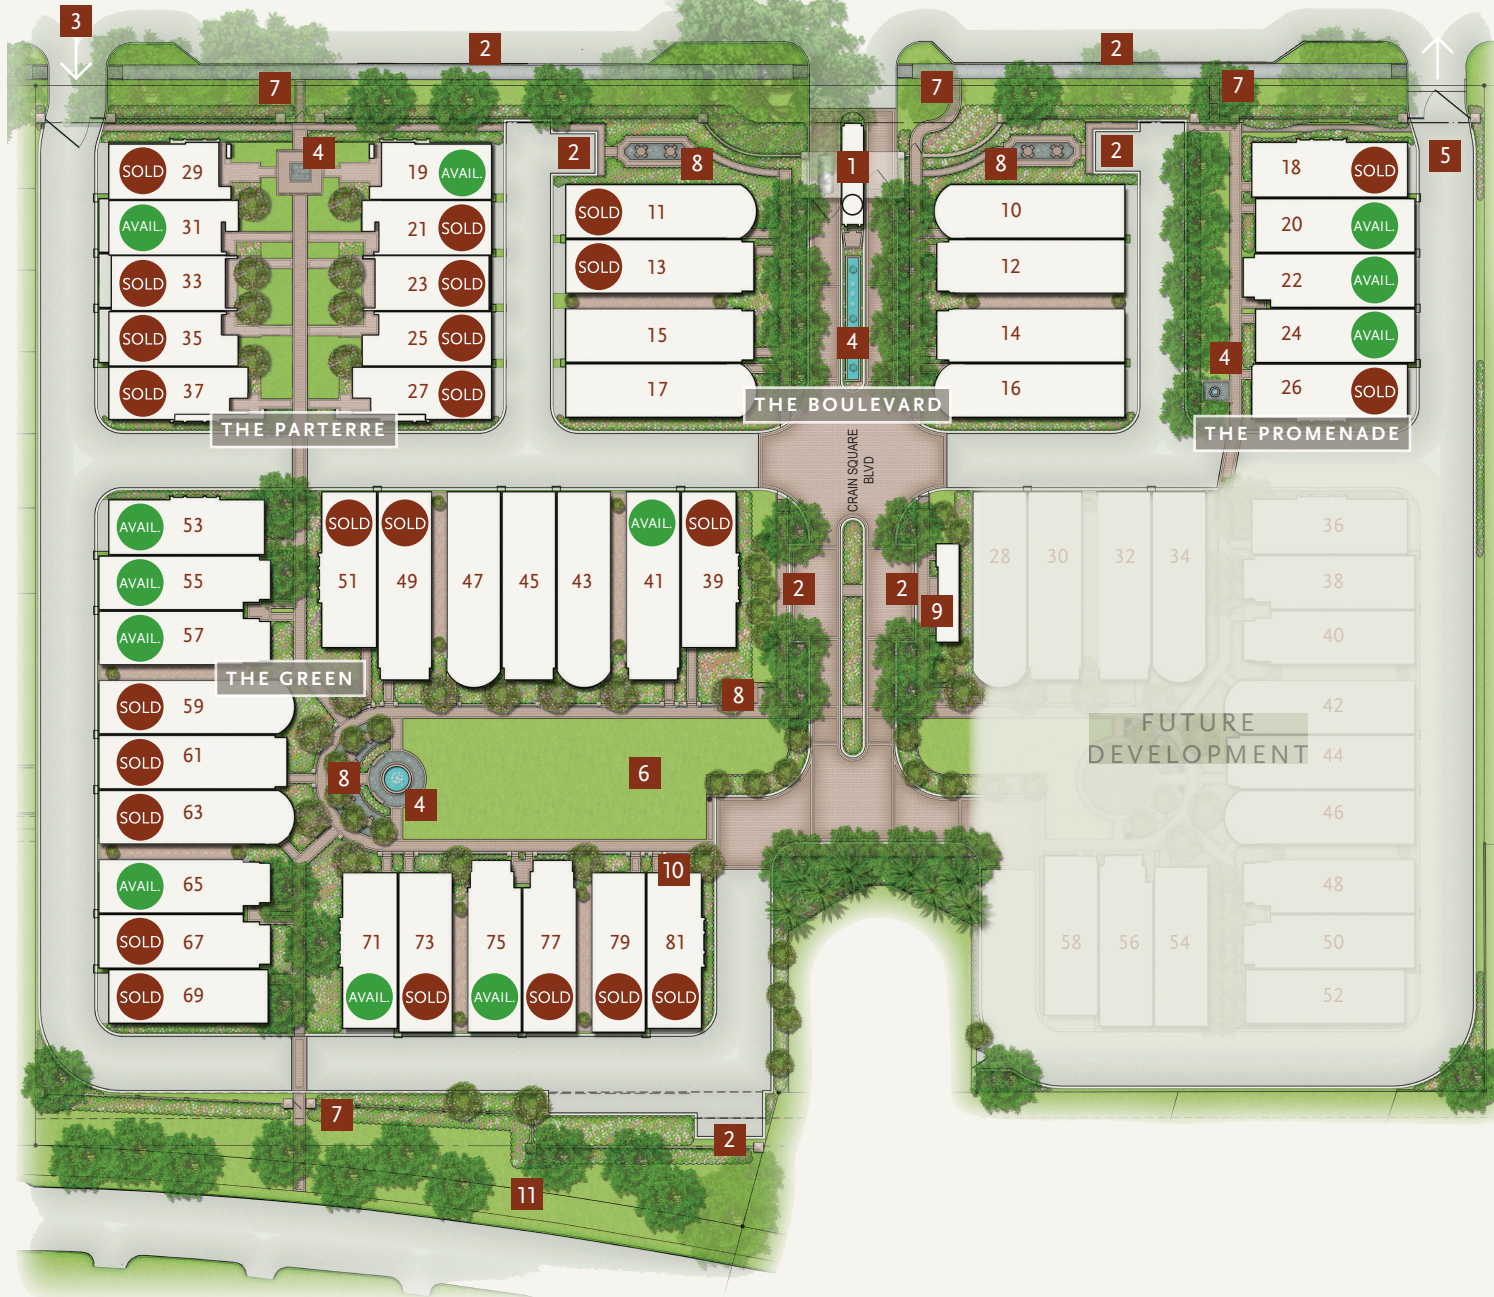 3
2
2
7
7
7
SOLD 29
4
19 AVAIL.
2
8
1
8
2
18 SOLD
5
AVAIL. 31
21 SOLD
SOLD 11
10
20 AVAIL.
SOLD 33
23 SOLD
SOLD 13
12
22 AVAIL.
SOLD 35
25 SOLD
15
4
14
24 AVAIL.
4
SOLD 37
27 SOLD
17
16
26 SOLD
THE PARTERRE
THE BOULEVARD
THE PROMENADE
CRAIN SQUARE
BLVD
AVAIL. 53
SOLD
SOLD
AVAIL.
SOLD
36
AVAIL. 55
51
49
47
45
43
41
39
2
2
9
28
30
32
34
38
AVAIL. 57
40
THE GREEN
8
SOLD 59
42
FUTURE
DEVELOPMENT
SOLD 61
44
8
4
6
SOLD 63
46
10
AVAIL. 65
48
SOLD 67
71
73
75
77
79
81
58
56
54
50
SOLD 69
AVAIL.
SOLD
AVAIL.
SOLD
SOLD
SOLD
52
7
2
11